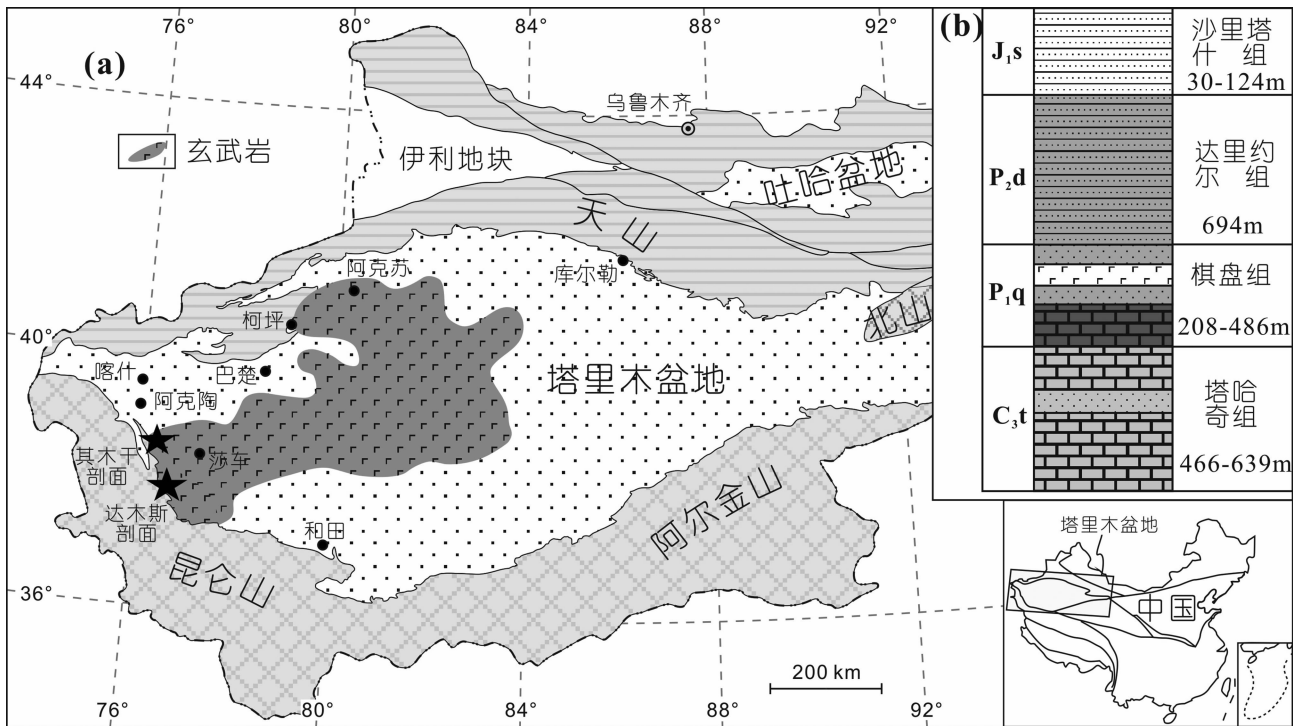 76°
80°
84°
88°
92°
(a)
44°
乌鲁木齐
玄武岩
伊利地块
吐哈盆地
天山
阿克苏
库尔勒
柯坪
北山
40°
喀什
巴楚
塔里木盆地
阿克陶
其木干
剖面
莎车
达木斯
剖面
和田
阿尔金山
昆仑山
36°
200 km
76°
80°
84°
88°
92°
(b)
J₁s
沙里塔
什 组
30-124m
P₂d
达里约
尔 组
694m
P₁q
棋盘组
208-486m
C₃t
塔哈
奇组
466-639m
塔里木盆地
中国